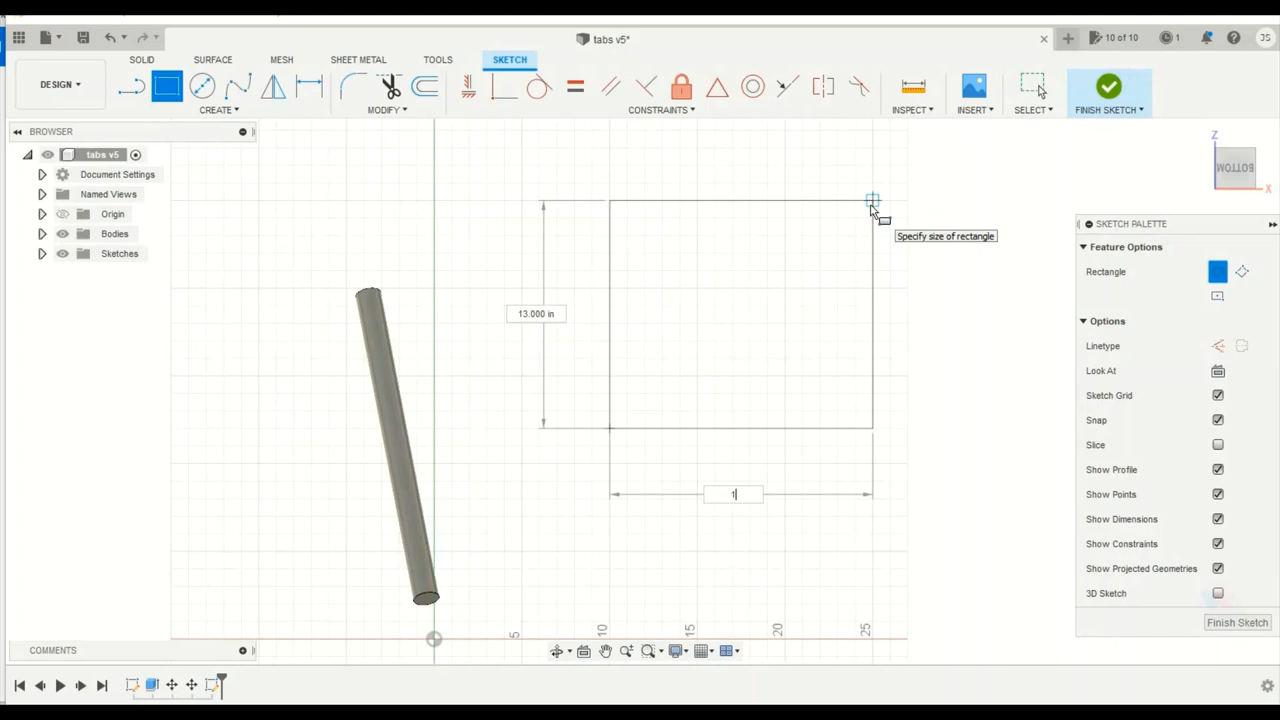 tabs v5*
10 of 10
1
JS
DESIGN
SOLID
SURFACE
MESH
SHEET METAL
TOOLS
SKETCH
CREATE
MODIFY
CONSTRAINTS
INSPECT
INSERT
SELECT
FINISH SKETCH
BROWSER
tabs v5
Document Settings
Named Views
Origin
Bodies
Sketches
Z
BOTTOM
X
Specify size of rectangle
13.000 in
1
5
10
15
20
25
SKETCH PALETTE
Feature Options
Rectangle
Options
Linetype
Look At
Sketch Grid
Snap
Slice
Show Profile
Show Points
Show Dimensions
Show Constraints
Show Projected Geometries
3D Sketch
Finish Sketch
COMMENTS